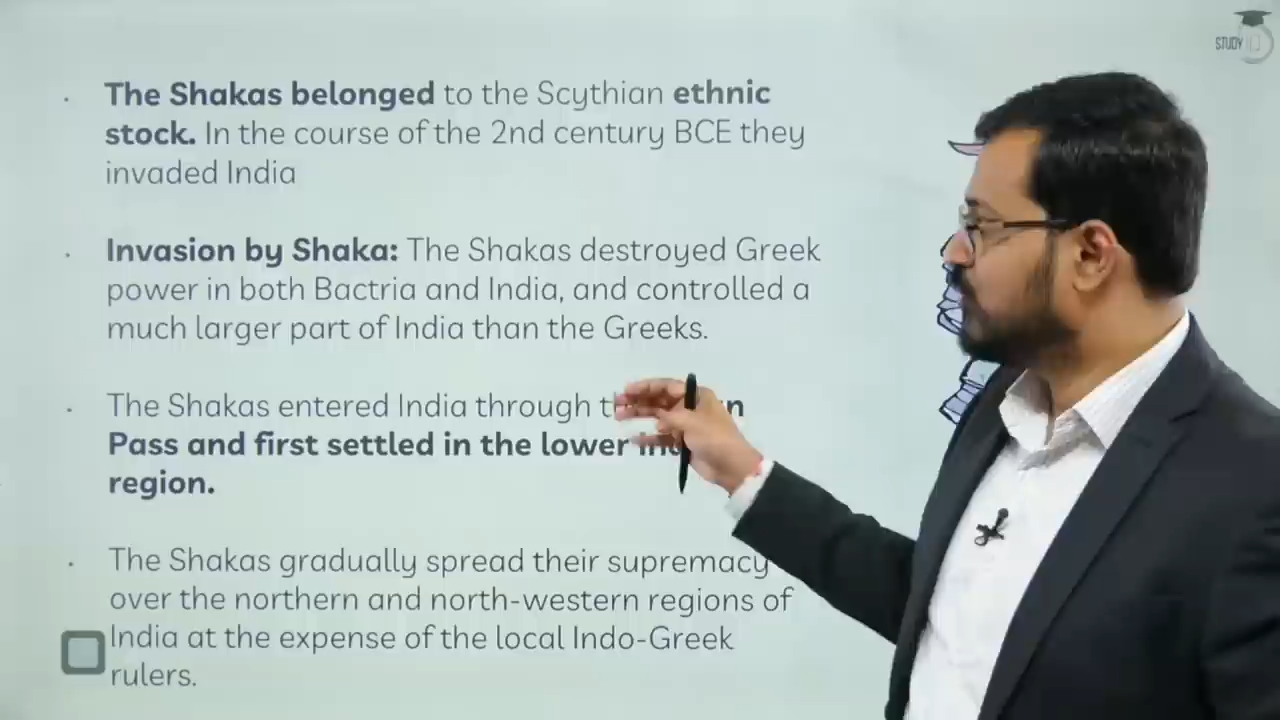 STUDY
The Shakas belonged to the Scythian ethnic
stock. In the course of the 2nd century BCE they
invaded India
Invasion by Shaka: The Shakas destroyed Greek
power in both Bactria and India, and controlled a
much larger part of India than the Greeks.
The Shakas entered India through
Pass and first settled in the lower
region.
The Shakas gradually spread their supremacy
over the northern and north-western regions of
India at the expense of the local Indo-Greek
rulers.